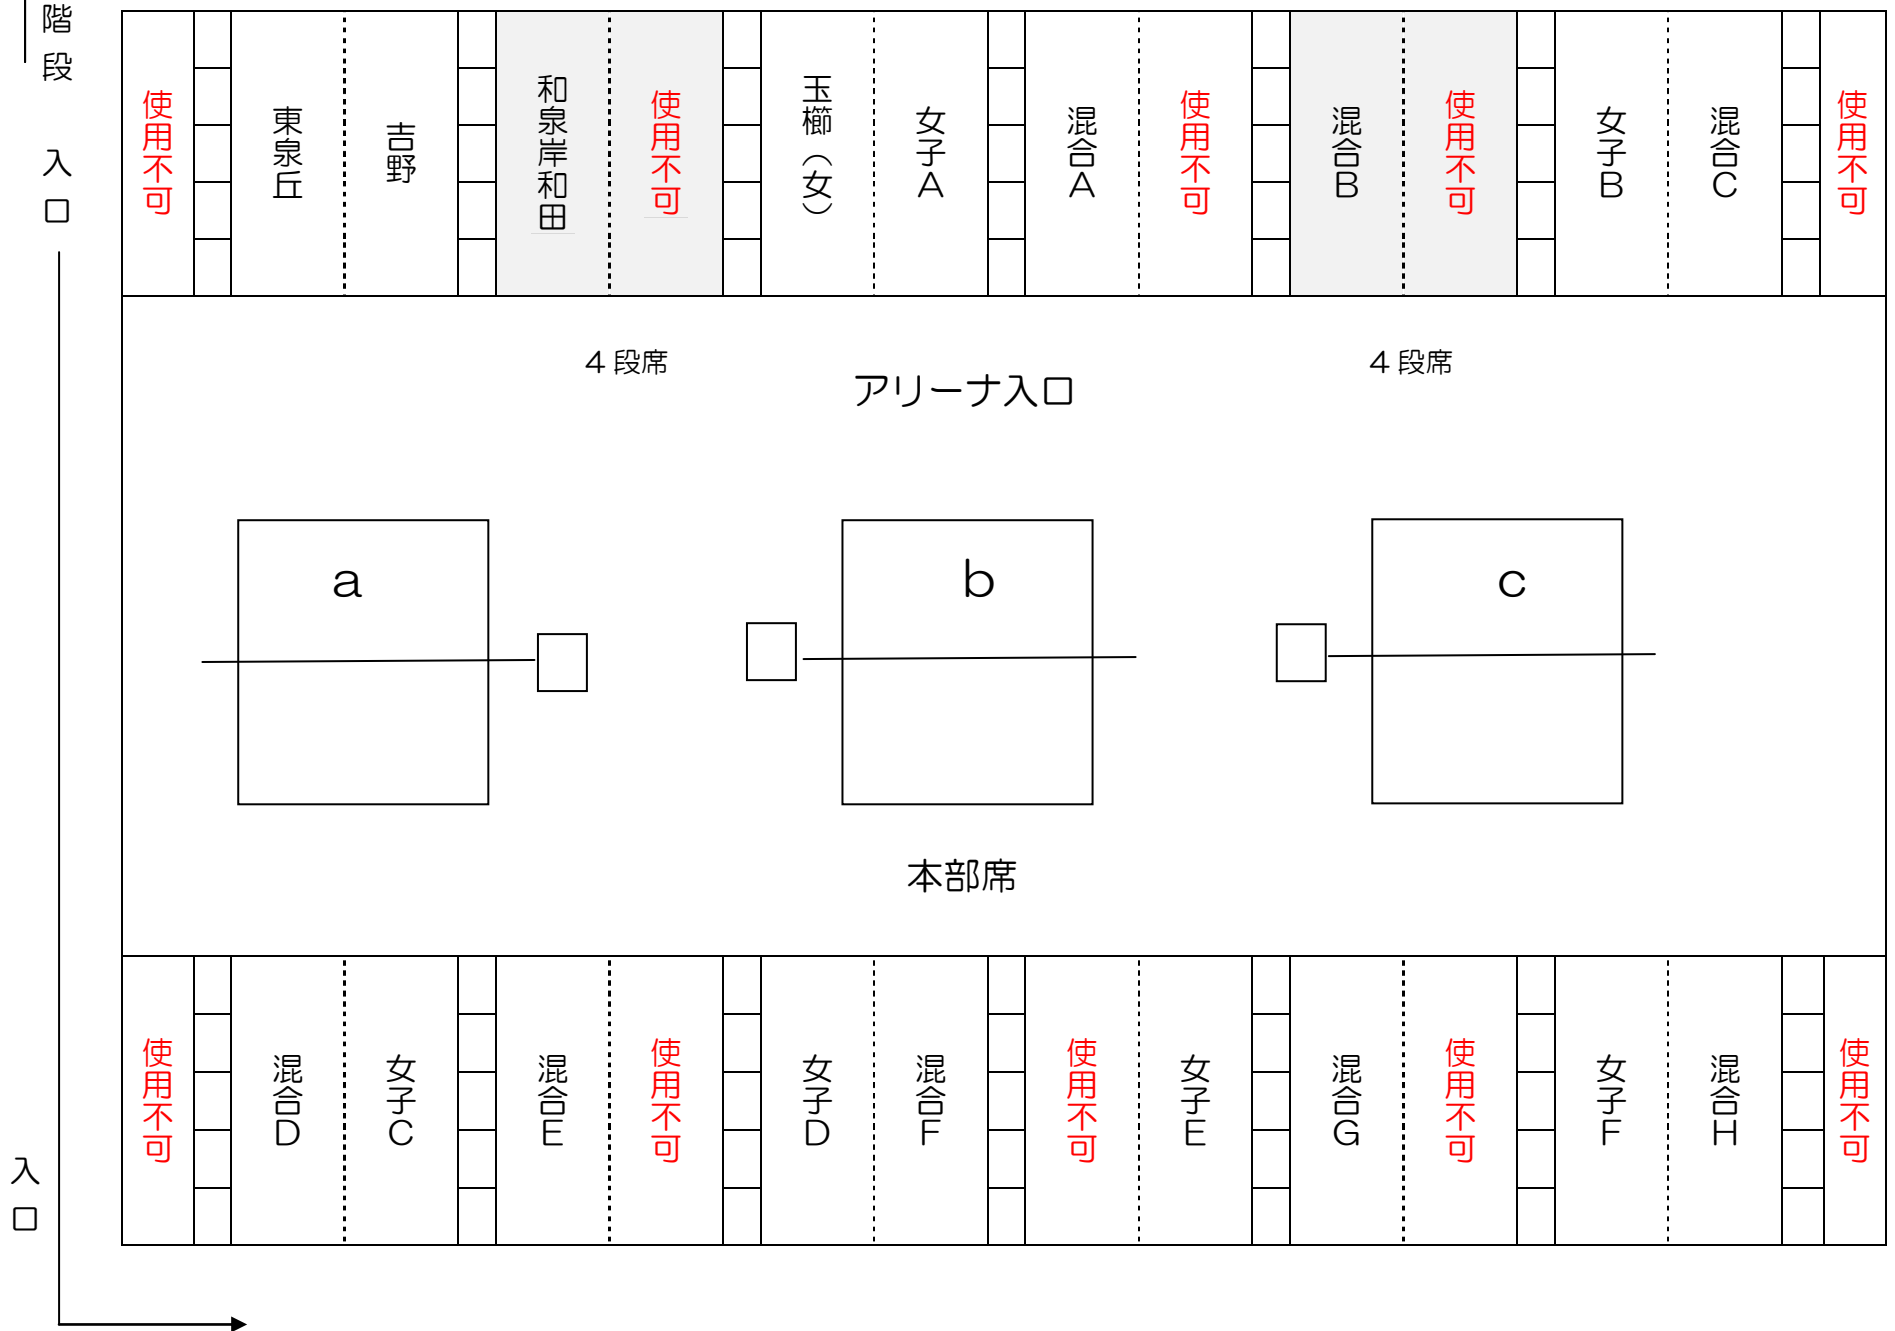 階段
入口
使用不可
東泉丘
吉野
和泉岸和田
使用不可
玉櫛（女）
女子A
混合A
使用不可
混合B
使用不可
女子B
混合C
使用不可
4段席
4段席
アリーナ入口
a
b
c
本部席
使用不可
混合D
女子C
混合E
使用不可
女子D
混合F
使用不可
女子E
混合G
使用不可
女子F
混合H
使用不可
入口